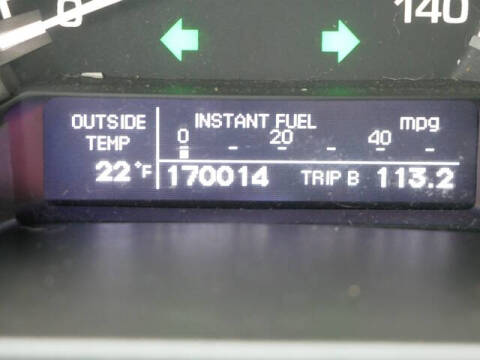 0 140
OUTSIDE TEMP
22°F
INSTANT FUEL mpg
0 20 40
170014 TRIP B 113.2